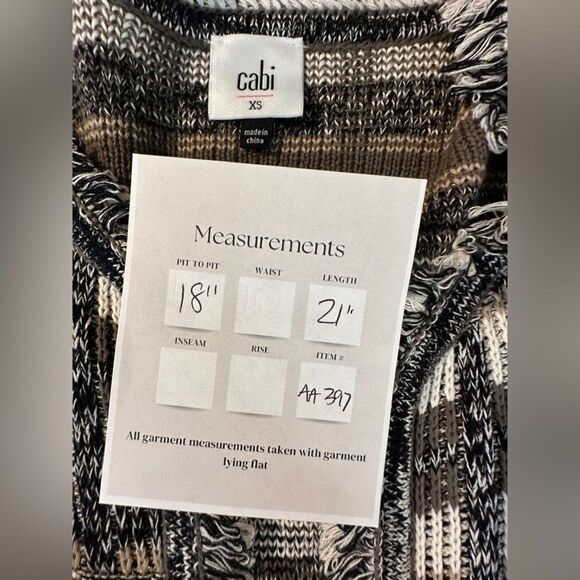 cabi
XS
made in
china
Measurements
PIT TO PIT WAIST LENGTH
18" 21"
INSEAM RISE ITEM #
AA 397
All garment measurements taken with garment
lying flat